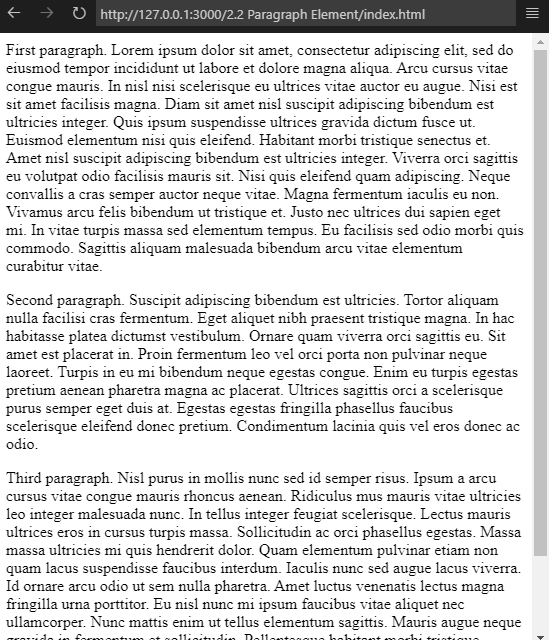 http://127.0.0.1:3000/2.2 Paragraph Element/index.html
First paragraph. Lorem ipsum dolor sit amet, consectetur adipiscing elit, sed do
eiusmod tempor incididunt ut labore et dolore magna aliqua. Arcu cursus vitae
congue mauris. In nisl nisi scelerisque eu ultrices vitae auctor eu augue. Nisi est
sit amet facilisis magna. Diam sit amet nisl suscipit adipiscing bibendum est
ultricies integer. Quis ipsum suspendisse ultrices gravida dictum fusce ut.
Euismod elementum nisi quis eleifend. Habitant morbi tristique senectus et.
Amet nisl suscipit adipiscing bibendum est ultricies integer. Viverra orci sagittis
eu volutpat odio facilisis mauris sit. Nisi quis eleifend quam adipiscing. Neque
convallis a cras semper auctor neque vitae. Magna fermentum iaculis eu non.
Vivamus arcu felis bibendum ut tristique et. Justo nec ultrices dui sapien eget
mi. In vitae turpis massa sed elementum tempus. Eu facilisis sed odio morbi quis
commodo. Sagittis aliquam malesuada bibendum arcu vitae elementum
curabitur vitae.
Second paragraph. Suscipit adipiscing bibendum est ultricies. Tortor aliquam
nulla facilisi cras fermentum. Eget aliquet nibh praesent tristique magna. In hac
habitasse platea dictumst vestibulum. Ornare quam viverra orci sagittis eu. Sit
amet est placerat in. Proin fermentum leo vel orci porta non pulvinar neque
laoreet. Turpis in eu mi bibendum neque egestas congue. Enim eu turpis egestas
pretium aenean pharetra magna ac placerat. Ultrices sagittis orci a scelerisque
purus semper eget duis at. Egestas egestas fringilla phasellus faucibus
scelerisque eleifend donec pretium. Condimentum lacinia quis vel eros donec ac
odio.
Third paragraph. Nisl purus in mollis nunc sed id semper risus. Ipsum a arcu
cursus vitae congue mauris rhoncus aenean. Ridiculus mus mauris vitae ultricies
leo integer malesuada nunc. In tellus integer feugiat scelerisque. Lectus mauris
ultrices eros in cursus turpis massa. Sollicitudin ac orci phasellus egestas. Massa
massa ultricies mi quis hendrerit dolor. Quam elementum pulvinar etiam non
quam lacus suspendisse faucibus interdum. Iaculis nunc sed augue lacus viverra.
Id ornare arcu odio ut sem nulla pharetra. Amet luctus venenatis lectus magna
fringilla urna porttitor. Eu nisl nunc mi ipsum faucibus vitae aliquet nec
ullamcorper. Nunc mattis enim ut tellus elementum sagittis. Mauris augue neque
gravida in fermentum et sollicitudin. Pellentesque habitant morbi tristique